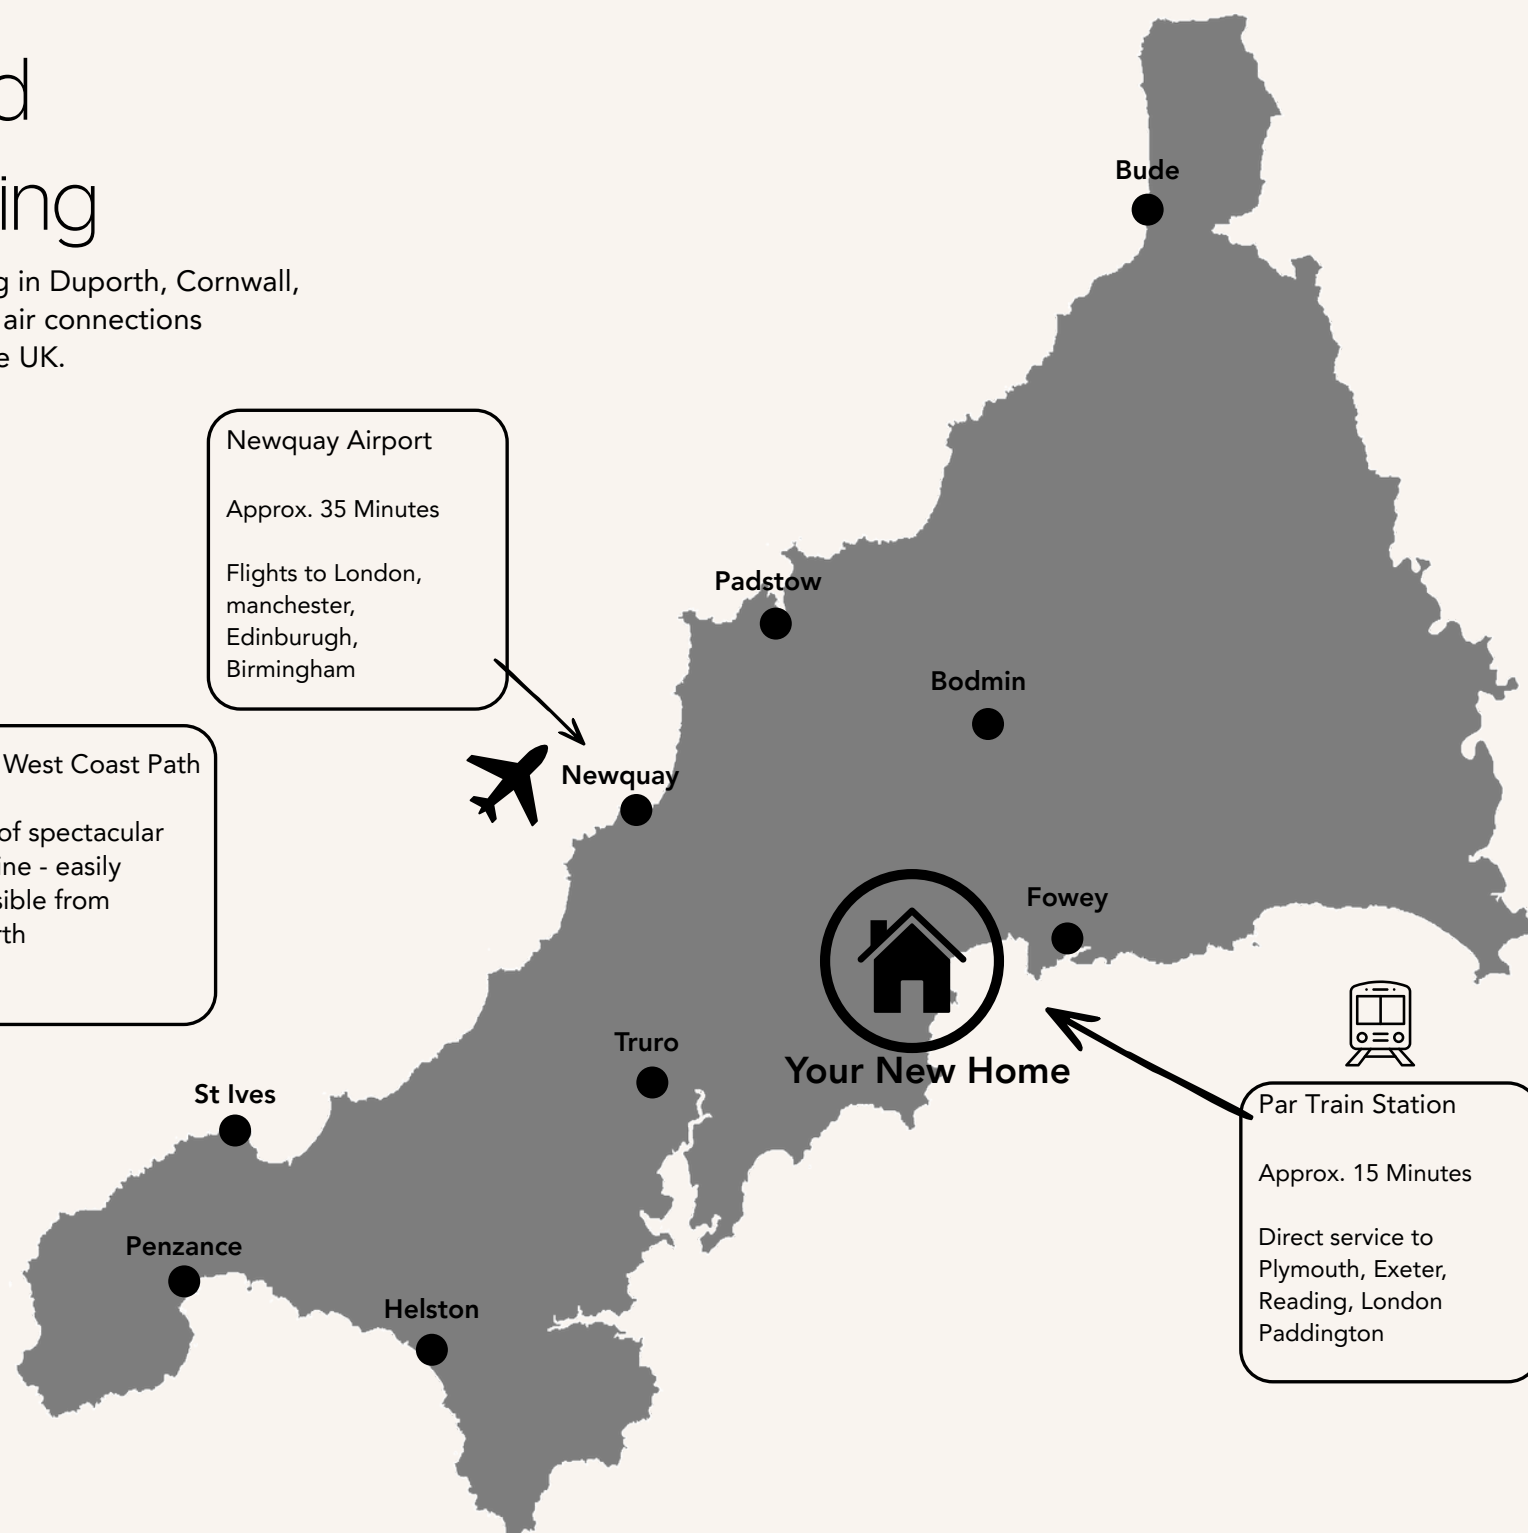 d
ing
g in Duporth, Cornwall,
air connections
e UK.
Bude
Newquay Airport
Approx. 35 Minutes
Flights to London,
manchester,
Edinburugh,
Birmingham
Padstow
Bodmin
West Coast Path
of spectacular
ine - easily
sible from
rth
Newquay
Fowey
Your New Home
Truro
St Ives
Penzance
Helston
Par Train Station
Approx. 15 Minutes
Direct service to
Plymouth, Exeter,
Reading, London
Paddington